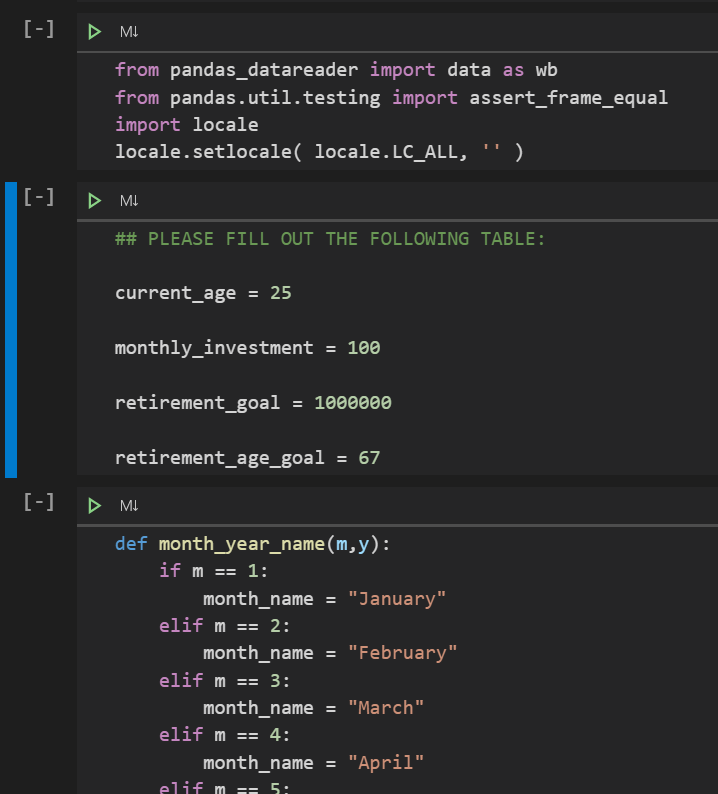 [-]
M↓
from pandas_datareader import data as wb
from pandas.util.testing import assert_frame_equal
import locale
locale.setlocale( locale.LC_ALL, '' )
[-]
M↓
## PLEASE FILL OUT THE FOLLOWING TABLE:
current_age = 25
monthly_investment = 100
retirement_goal = 1000000
retirement_age_goal = 67
[-]
M↓
def month_year_name(m,y):
    if m == 1:
        month_name = "January"
    elif m == 2:
        month_name = "February"
    elif m == 3:
        month_name = "March"
    elif m == 4:
        month_name = "April"
    elif m == 5: